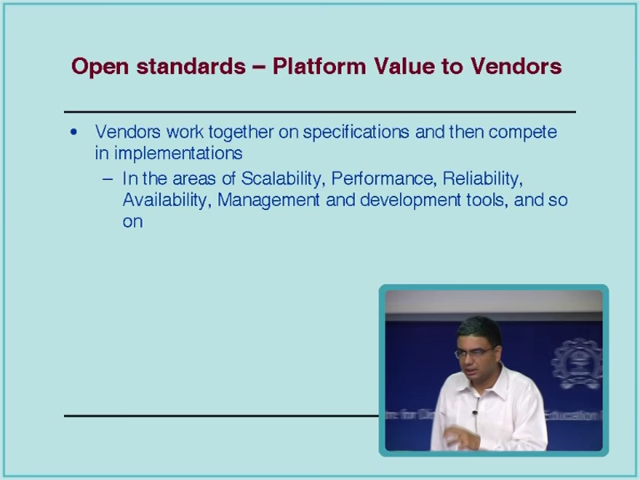 Open standards – Platform Value to Vendors
• Vendors work together on specifications and then compete
in implementations
– In the areas of Scalability, Performance, Reliability,
Availability, Management and development tools, and so
on
Education